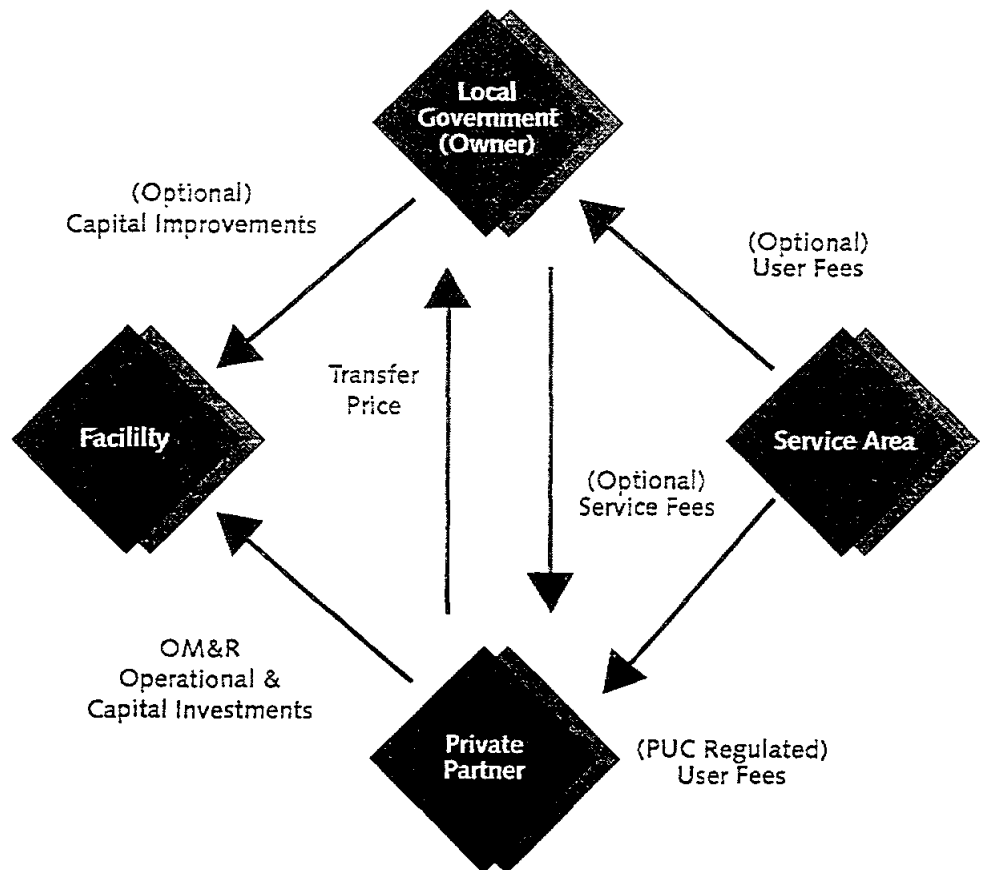 Local
Government
(Owner)
(Optional)
Capital Improvements
(Optional)
User Fees
Transfer
Price
Facililty
Service Area
(Optional)
Service Fees
OM&R
Operational &
Capital Investments
Private
Partner
(PUC Regulated)
User Fees